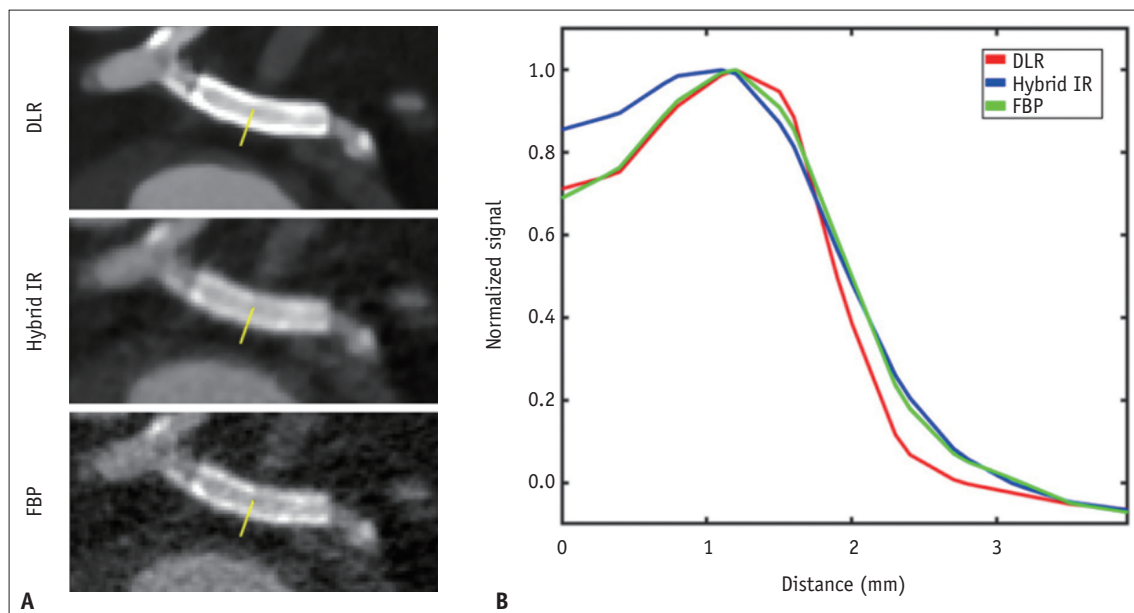 DLR
Hybrid IR
FBP
A
Normalized signal
1.0
0.8
0.6
0.4
0.2
0.0
0
1
2
3
Distance (mm)
DLR
Hybrid IR
FBP
B